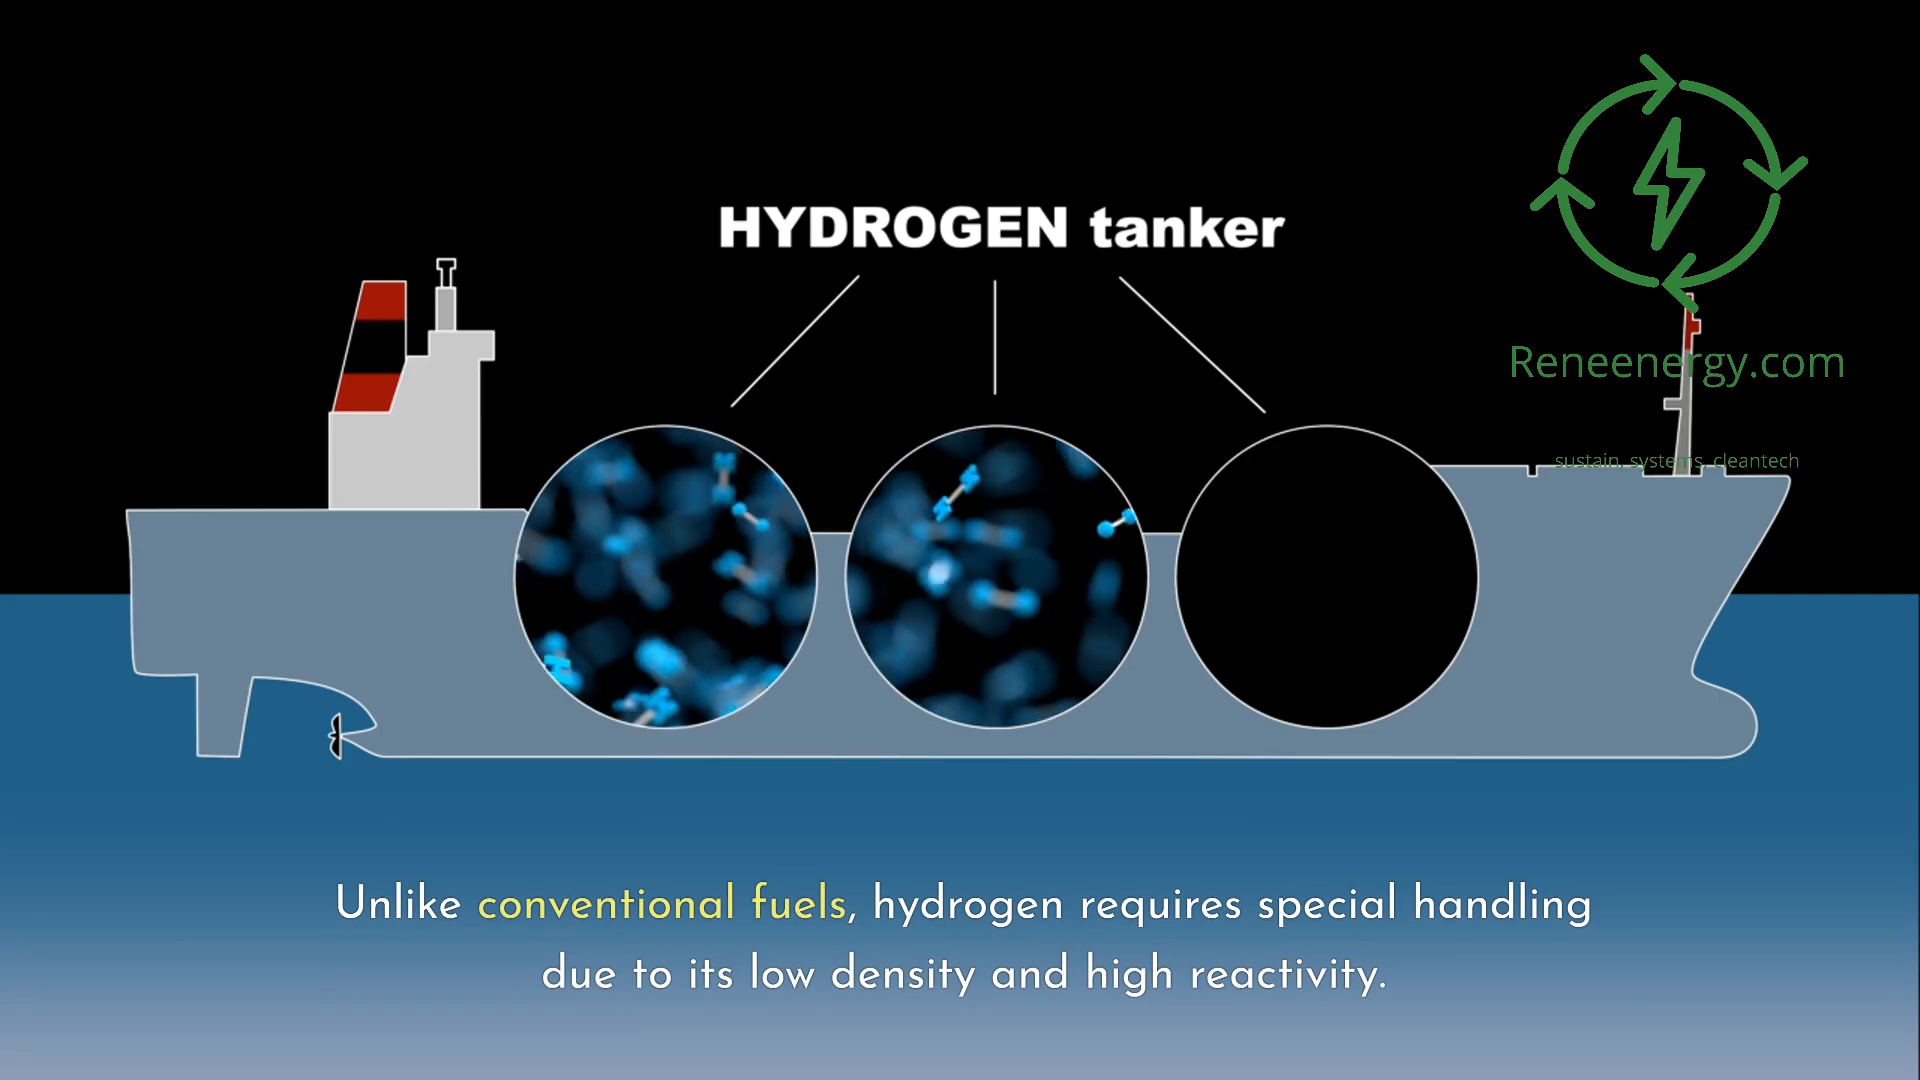 HYDROGEN tanker
Reneenergy.com
sustain, systems, cleantech
Unlike conventional fuels, hydrogen requires special handling
due to its low density and high reactivity.